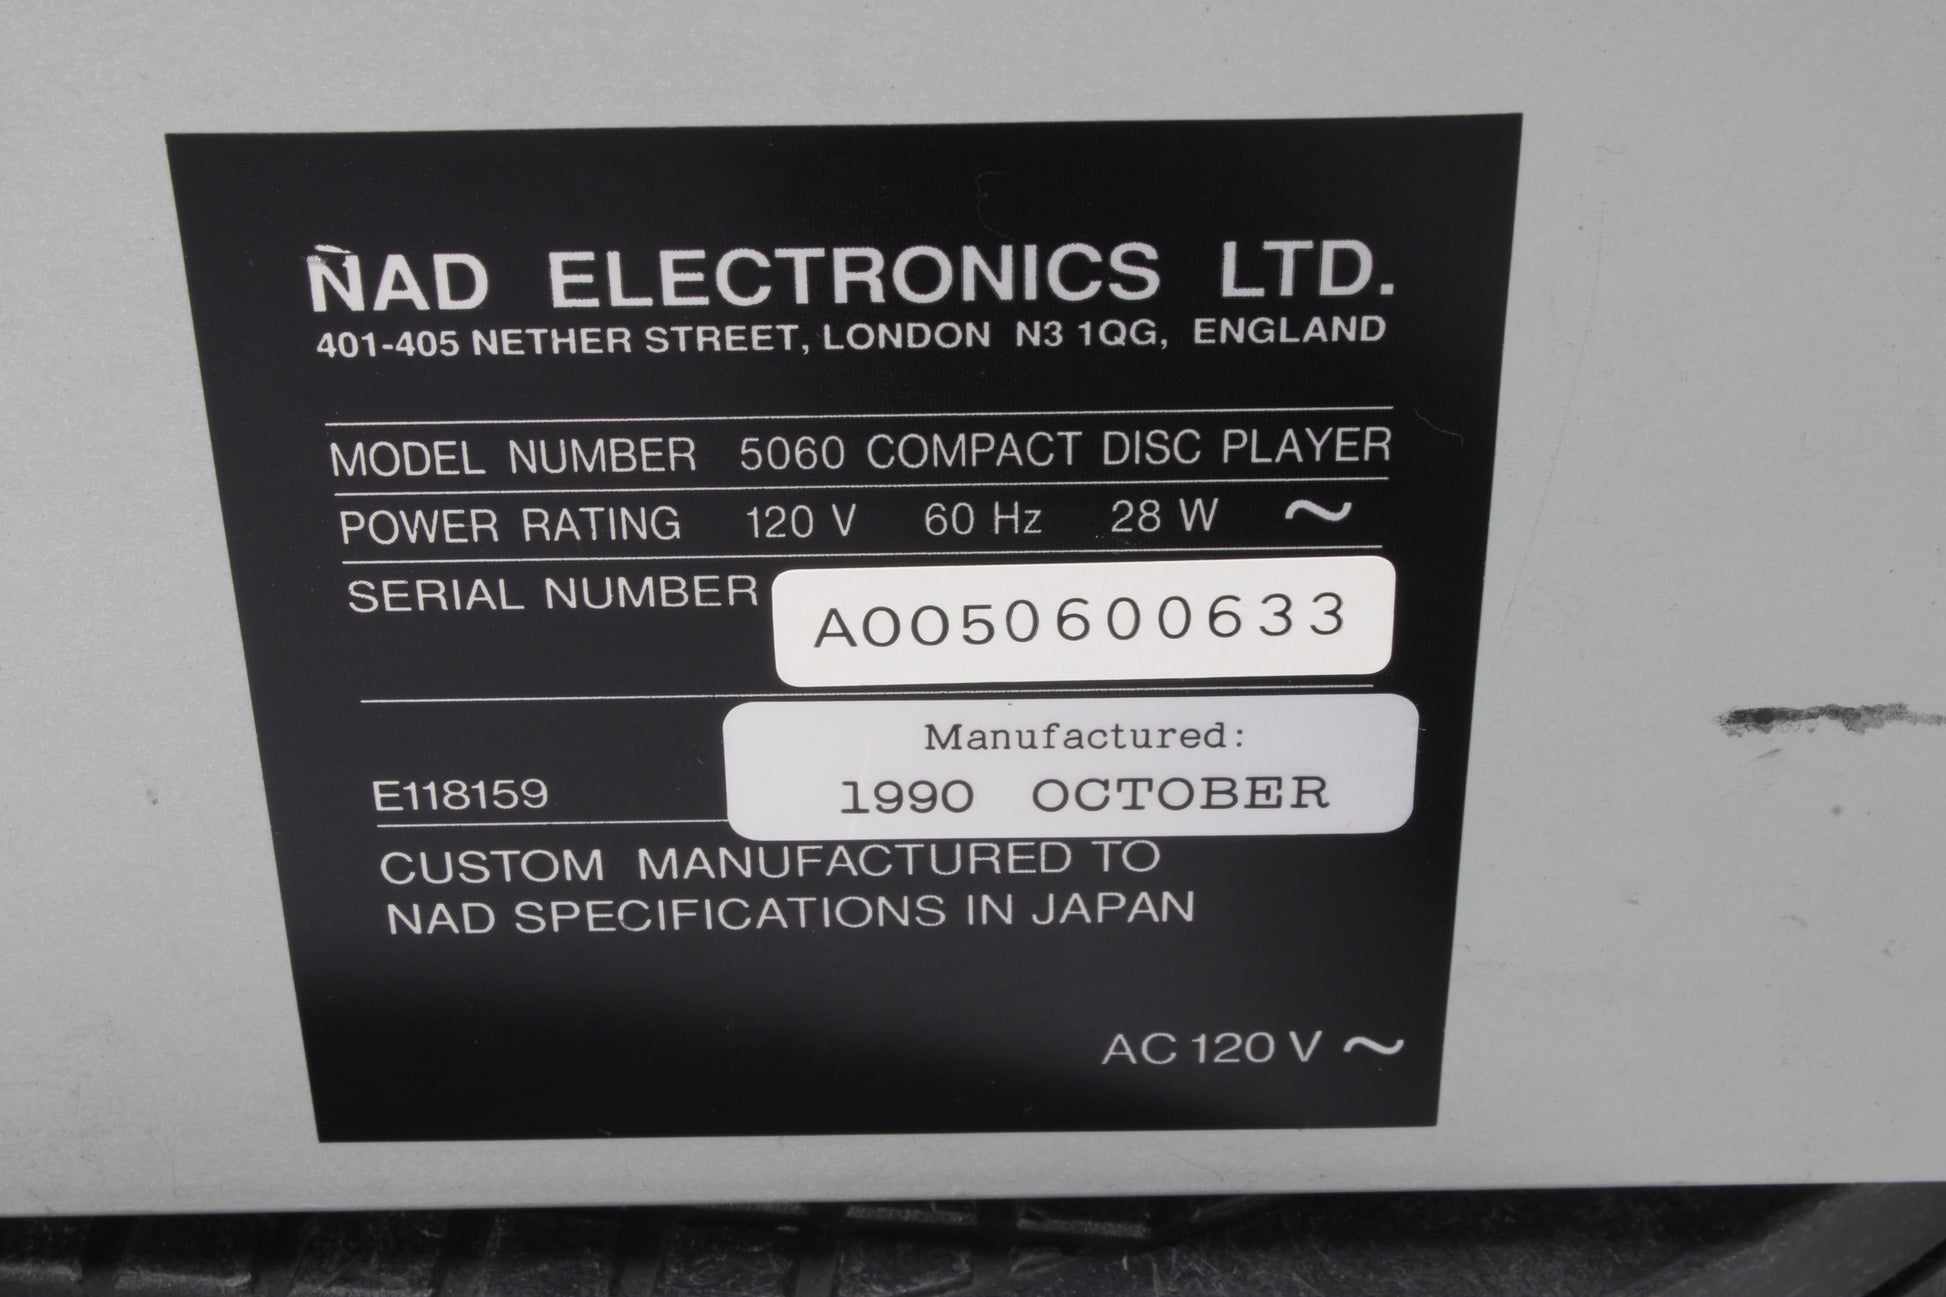 NAD ELECTRONICS LTD.
401-405 NETHER STREET, LONDON N3 1QG, ENGLAND
MODEL NUMBER 5060 COMPACT DISC PLAYER
POWER RATING 120 V 60 Hz 28 W ~
SERIAL NUMBER A0050600633
Manufactured:
E118159 1990 OCTOBER
CUSTOM MANUFACTURED TO
NAD SPECIFICATIONS IN JAPAN
AC 120 V ~